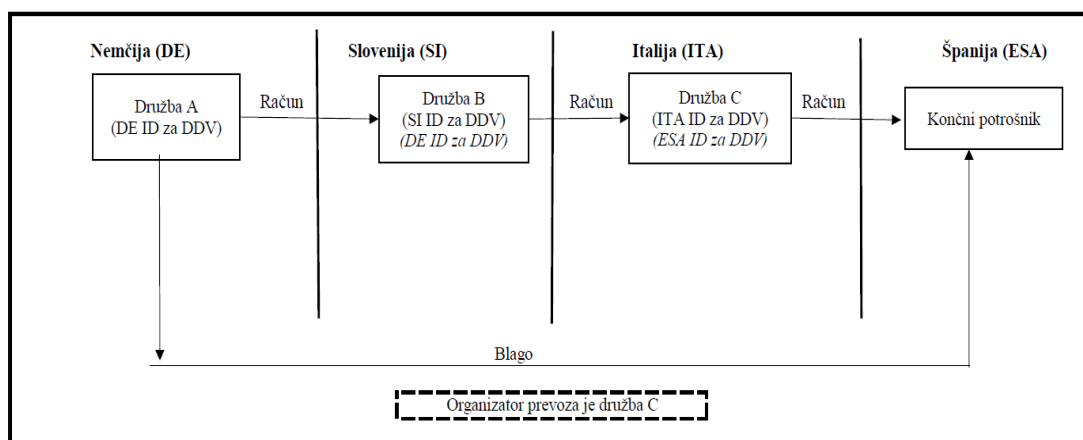 Nemčija (DE)
Slovenija (SI)
Italija (ITA)
Španija (ESA)
Družba A
(DE ID za DDV)
Račun
Družba B
(SI ID za DDV)
(DE ID za DDV)
Račun
Družba C
(ITA ID za DDV)
(ESA ID za DDV)
Račun
Končni potrošnik
Blago
Organizator prevoza je družba C